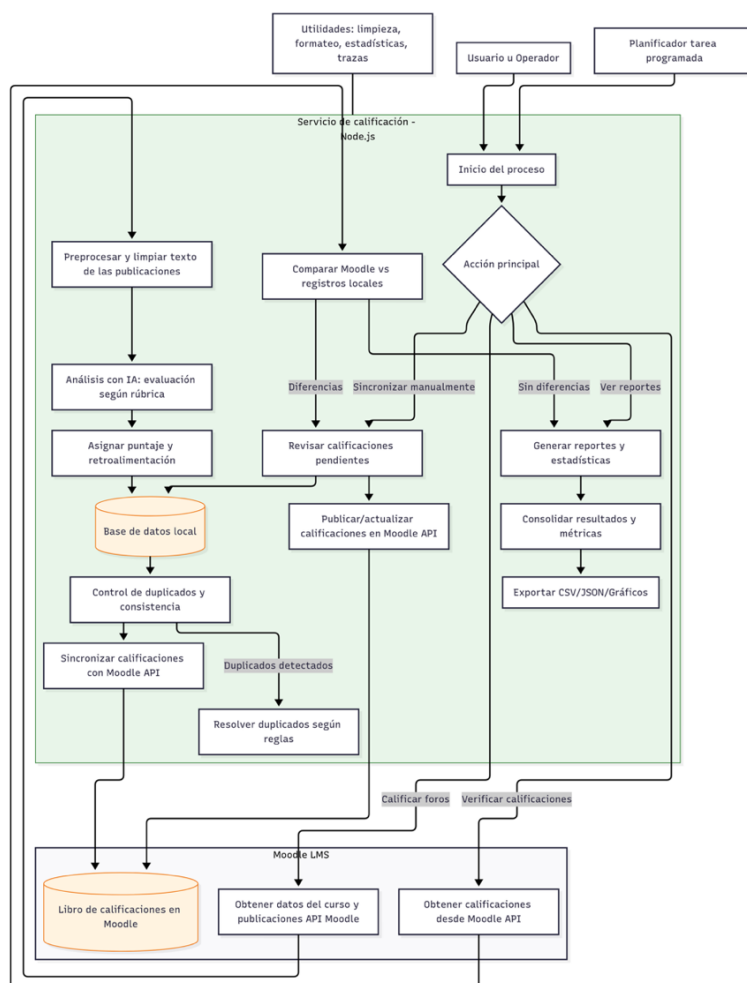 Utilidades: limpieza,
formateo, estadísticas,
trazas
Usuario u Operador
Planificador tarea
programada
Servicio de calificación -
Node.js
Inicio del proceso
Preprocesar y limpiar texto
de las publicaciones
Comparar Moodle vs
registros locales
Acción principal
Análisis con IA: evaluación
según rúbrica
Diferencias
Sincronizar manualmente
Sin diferencias
Ver reportes
Asignar puntaje y
retroalimentación
Revisar calificaciones
pendientes
Generar reportes y
estadísticas
Base de datos local
Publicar/actualizar
calificaciones en Moodle API
Consolidar resultados y
métricas
Control de duplicados y
consistencia
Exportar CSV/JSON/Gráficos
Sincronizar calificaciones
con Moodle API
Duplicados detectados
Resolver duplicados según
reglas
Calificar foros
Verificar calificaciones
Moodle LMS
Libro de calificaciones en
Moodle
Obtener datos del curso y
publicaciones API Moodle
Obtener calificaciones
desde Moodle API